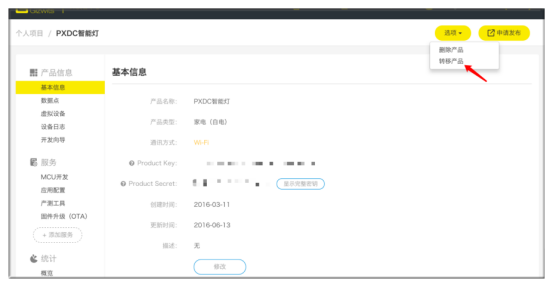 个人项目 / PXDC智能灯
选项
申请发布
删除产品
转移产品
产品信息
基本信息
数据点
虚拟设备
设备日志
开发向导
服务
MCU开发
应用配置
产测工具
固件升级（OTA）
+ 添加服务
统计
概览
基本信息
产品名称： PXDC智能灯
产品类型： 家电（白电）
通讯方式： Wi-Fi
Product Key:
Product Secret: 显示完整密钥
创建时间： 2016-03-11
更新时间： 2016-06-13
描述： 无
修改